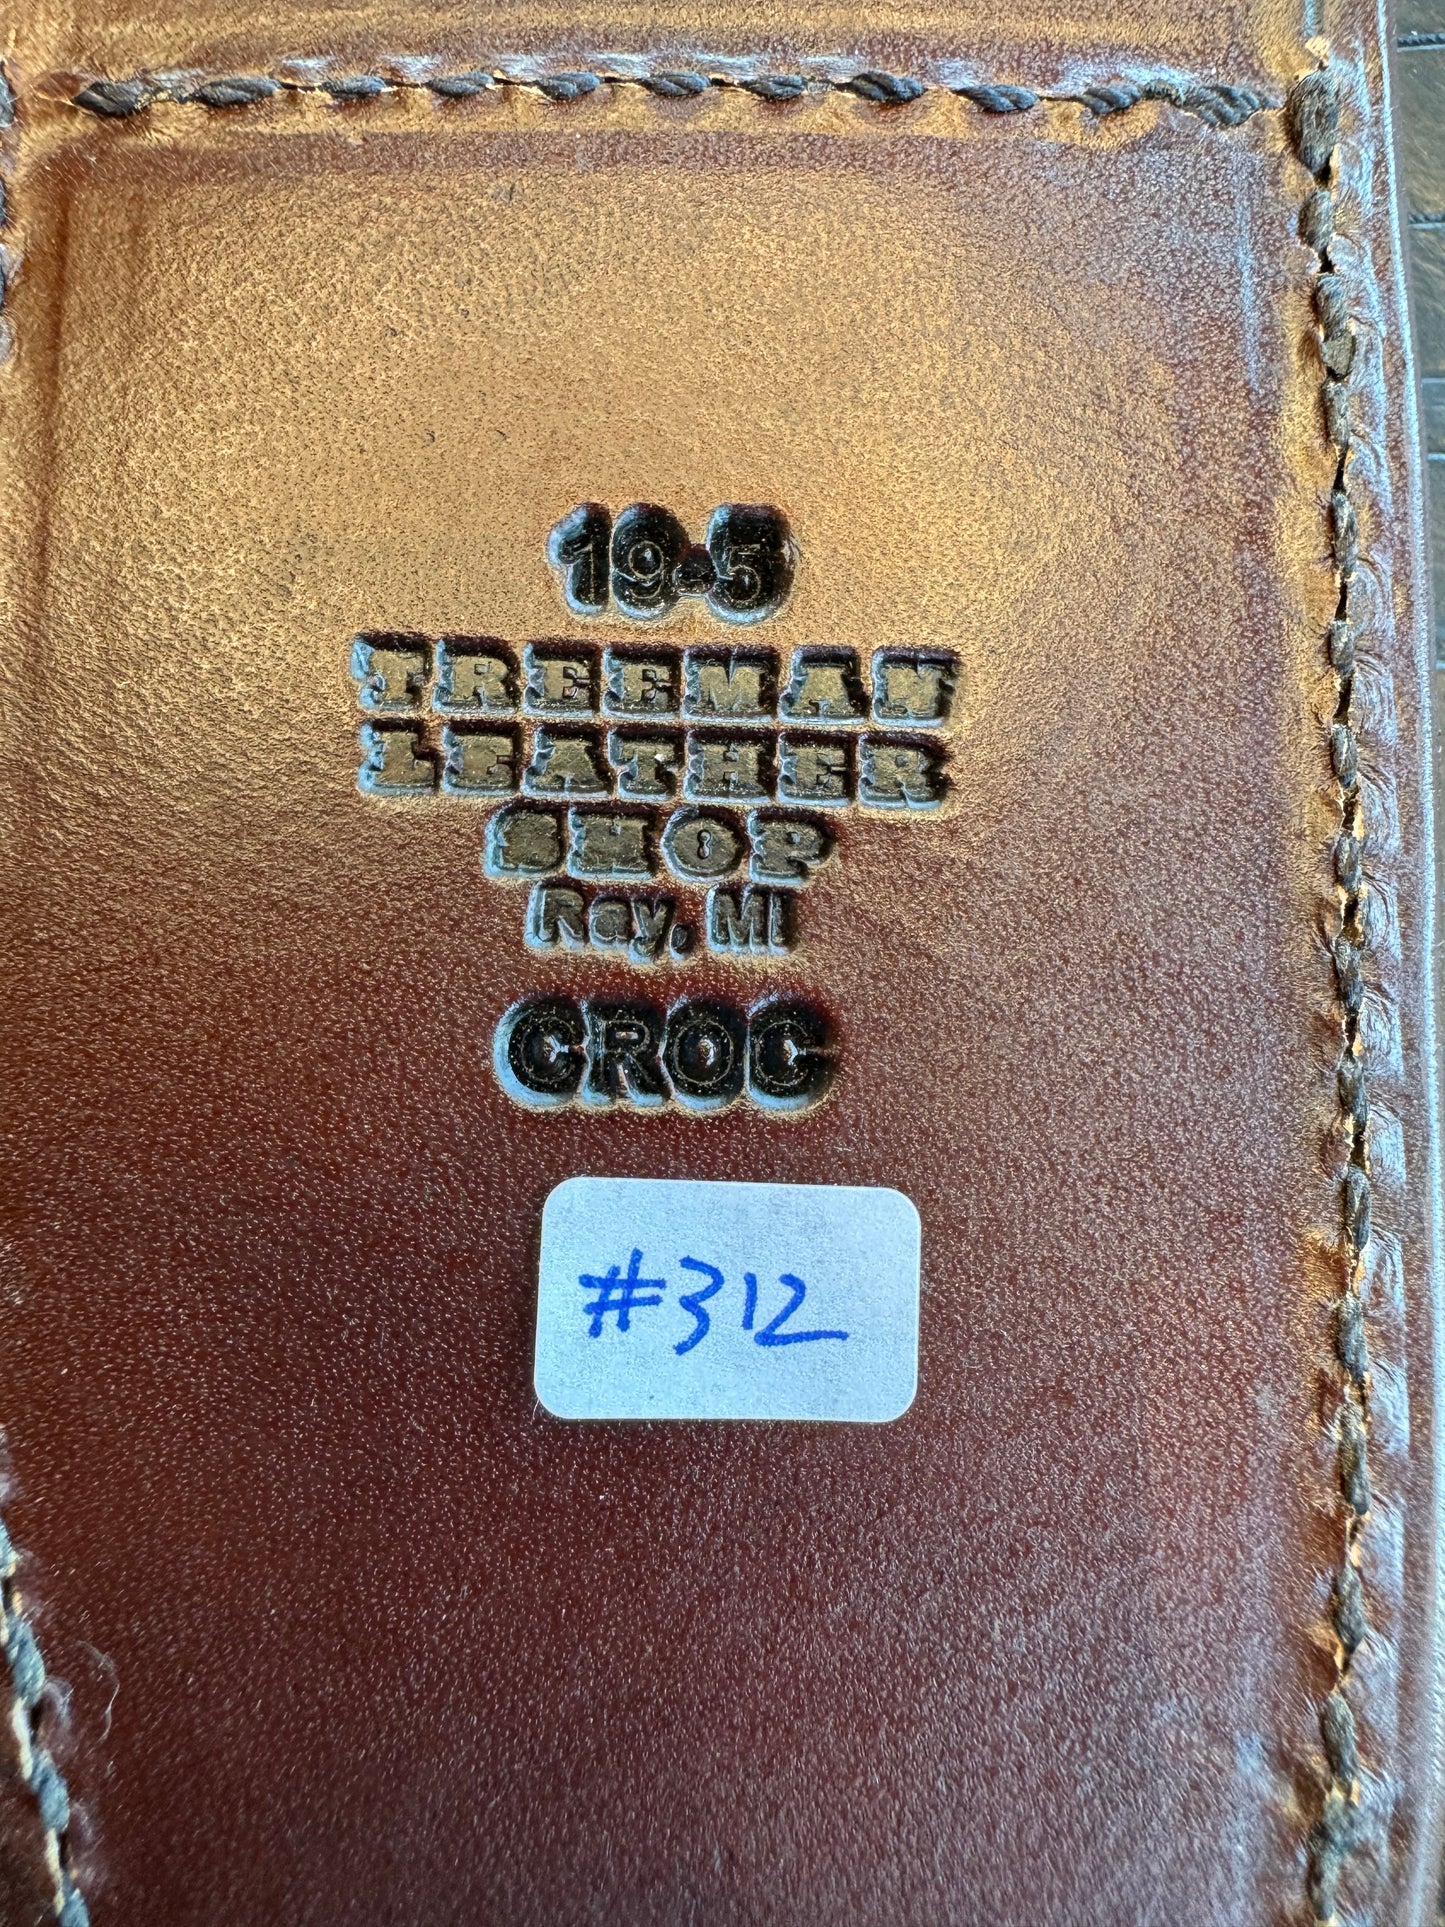 19-5
TREEMAN
LEATHER
SHOP
Ray, MI
CROC
#312